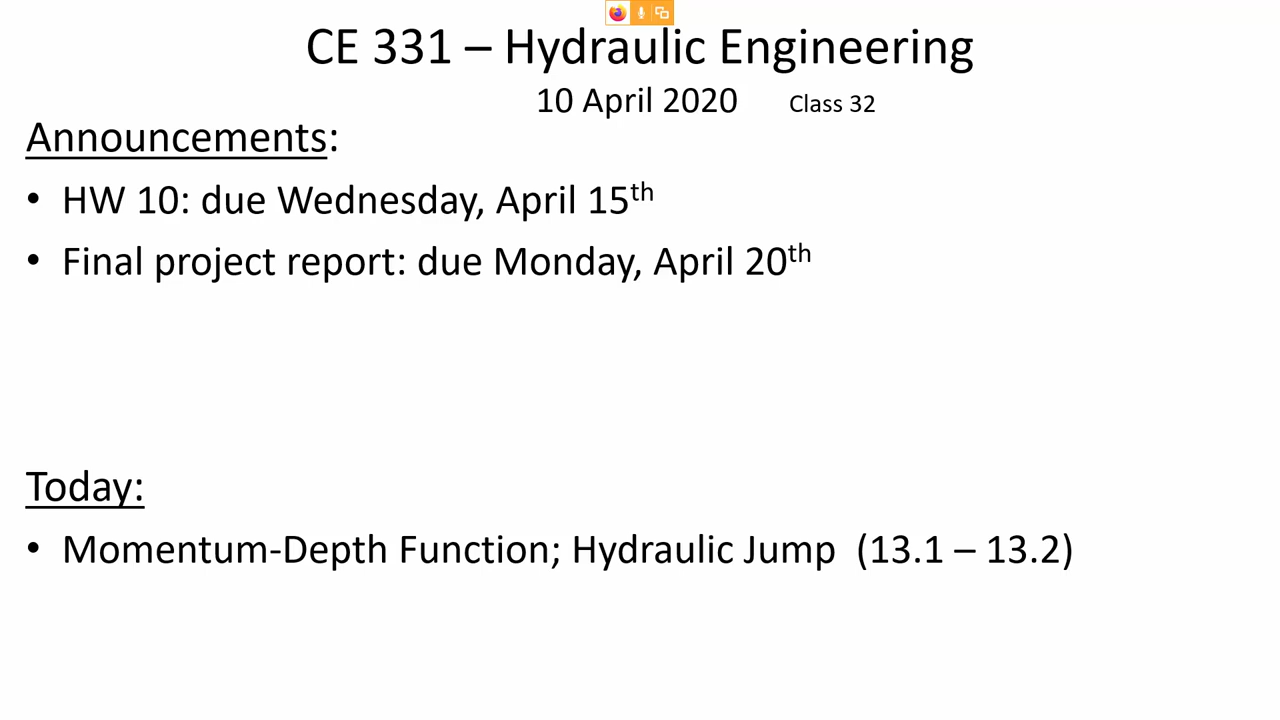 CE 331 – Hydraulic Engineering
10 April 2020 Class 32
Announcements:
• HW 10: due Wednesday, April 15th
• Final project report: due Monday, April 20th
Today:
• Momentum-Depth Function; Hydraulic Jump (13.1 – 13.2)